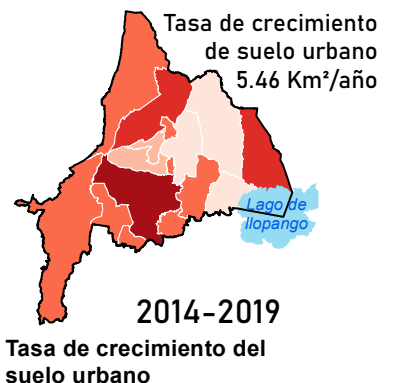 Tasa de crecimiento
de suelo urbano
5.46 Km²/año
Lago de
Ilopango
2014-2019
Tasa de crecimiento del
suelo urbano